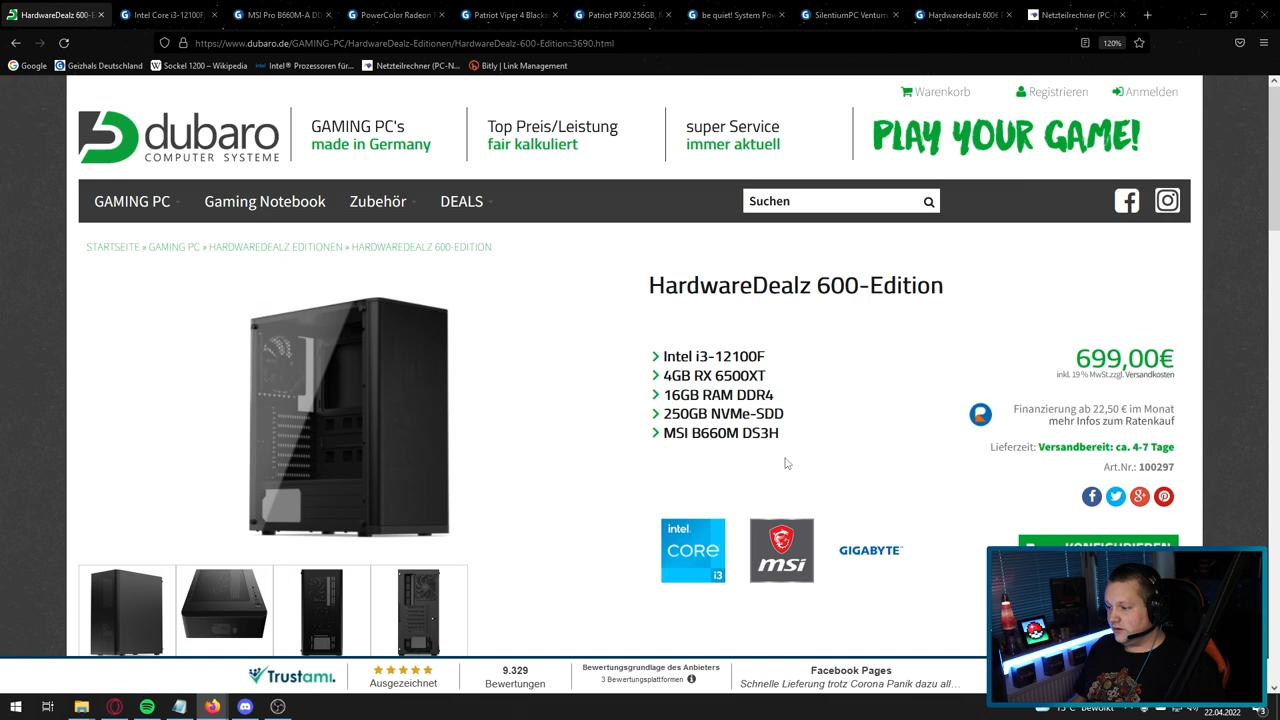 HardwareDealz 600-Edition
Intel Core i3-12100F,
MSI Pro B660M-A DD
PowerColor Radeon
Patriot Viper 4 Blacko
Patriot P300 256GB,
be quiet! System Pow
SilentiumPC Ventum
Hardwaredealz 600€
Netzteilrechner (PC-N
https://www.dubaro.de/GAMING-PC/HardwareDealz-Editionen/HardwareDealz-600-Edition::3690.html
120%
Google
Geizhals Deutschland
Sockel 1200 – Wikipedia
Intel® Prozessoren für...
Netzteilrechner (PC-N...
Bitly | Link Management
Warenkorb
Registrieren
Anmelden
dubaro
COMPUTER SYSTEME
GAMING PC's
made in Germany
Top Preis/Leistung
fair kalkuliert
super Service
immer aktuell
PLAY YOUR GAME!
GAMING PC
Gaming Notebook
Zubehör
DEALS
Suchen
STARTSEITE » GAMING PC » HARDWAREDEALZ EDITIONEN » HARDWAREDEALZ 600-EDITION
HardwareDealz 600-Edition
Intel i3-12100F
4GB RX 6500XT
16GB RAM DDR4
250GB NVMe-SDD
MSI B660M DS3H
699,00€
inkl. 19 % MwSt.zzgl. Versandkosten
Finanzierung ab 22,50 € im Monat
mehr Infos zum Ratenkauf
Lieferzeit: Versandbereit: ca. 4-7 Tage
Art.Nr.: 100297
intel
CORE
i3
msi
GIGABYTE™
Trustami.
Ausgezeichnet
9.329
Bewertungen
Bewertungsgrundlage des Anbieters
3 Bewertungsplattformen
Facebook Pages
Schnelle Lieferung trotz Corona Panik dazu all…
22.04.2022